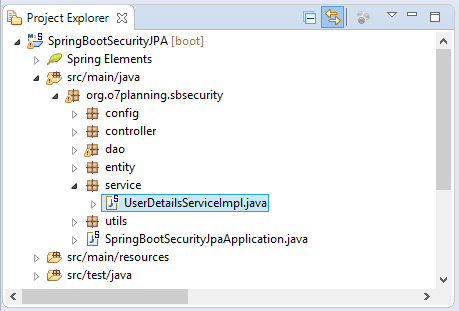 Project Explorer
SpringBootSecurityJPA [boot]
Spring Elements
src/main/java
org.o7planning.sbsecurity
config
controller
dao
entity
service
UserDetailsServiceImpl.java
utils
SpringBootSecurityJpaApplication.java
src/main/resources
src/test/java